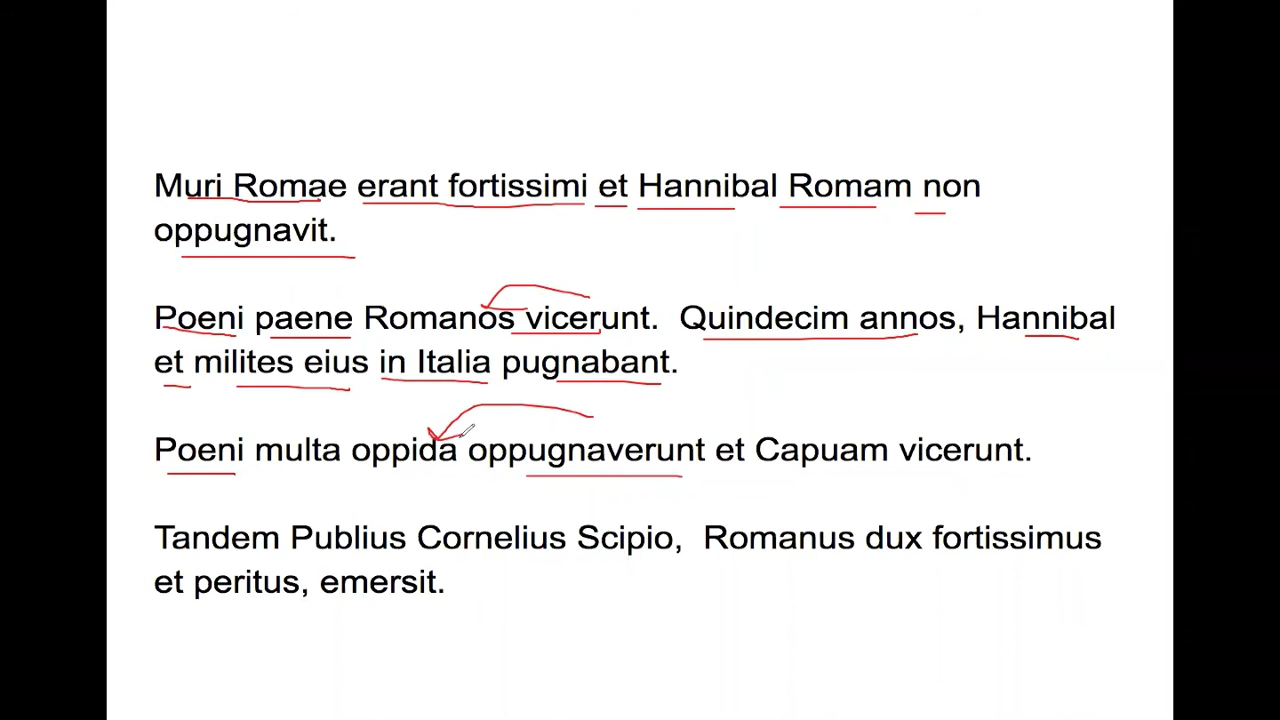 Muri Romae erant fortissimi et Hannibal Romam non
oppugnavit.
Poeni paene Romanos vicerunt. Quindecim annos, Hannibal
et milites eius in Italia pugnabant.
Poeni multa oppida oppugnaverunt et Capuam vicerunt.
Tandem Publius Cornelius Scipio, Romanus dux fortissimus
et peritus, emersit.